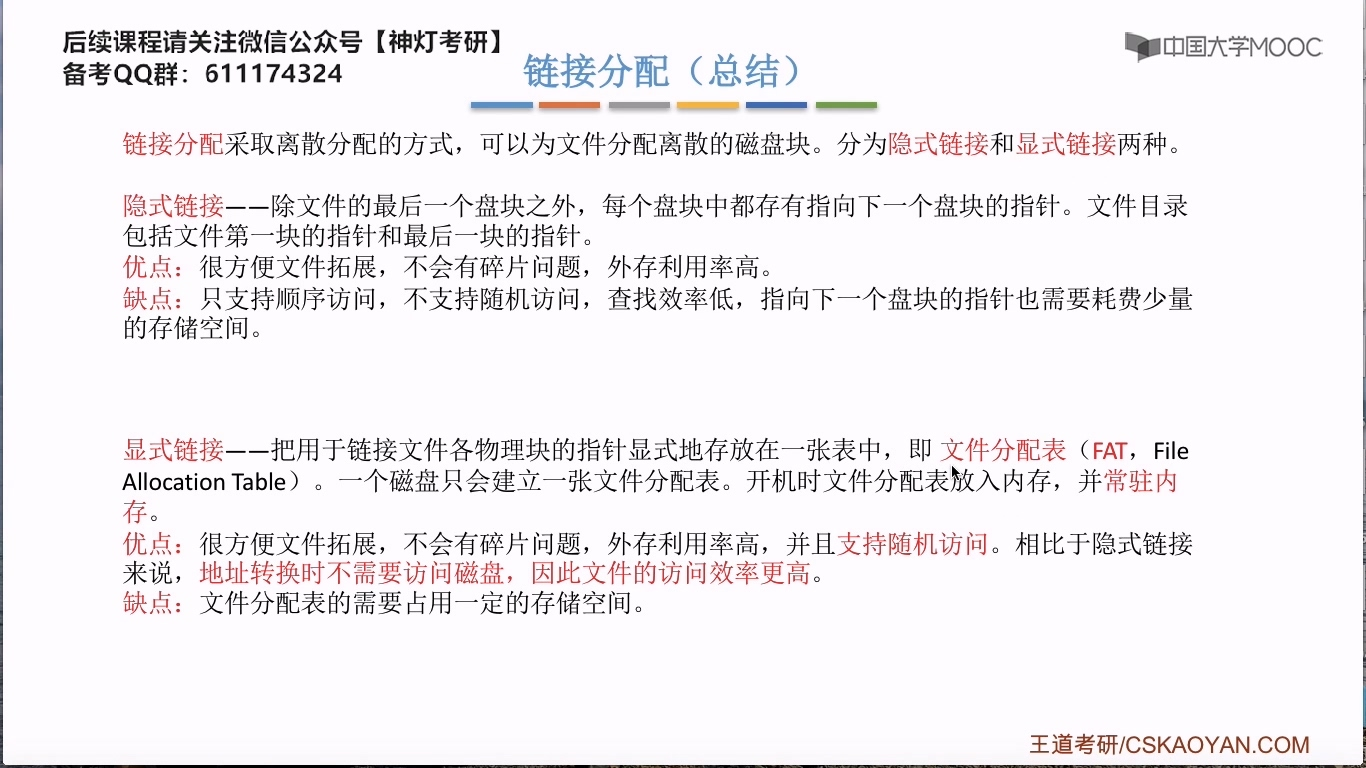 后续课程请关注微信公众号【神灯考研】
备考QQ群：611174324
中国大学MOOC
链接分配（总结）
链接分配采取离散分配的方式，可以为文件分配离散的磁盘块。分为隐式链接和显式链接两种。
隐式链接——除文件的最后一个盘块之外，每个盘块中都存有指向下一个盘块的指针。文件目录
包括文件第一块的指针和最后一块的指针。
优点：很方便文件拓展，不会有碎片问题，外存利用率高。
缺点：只支持顺序访问，不支持随机访问，查找效率低，指向下一个盘块的指针也需要耗费少量
的存储空间。
显式链接——把用于链接文件各物理块的指针显式地存放在一张表中，即 文件分配表（FAT，File
Allocation Table）。一个磁盘只会建立一张文件分配表。开机时文件分配表放入内存，并常驻内
存。
优点：很方便文件拓展，不会有碎片问题，外存利用率高，并且支持随机访问。相比于隐式链接
来说，地址转换时不需要访问磁盘，因此文件的访问效率更高。
缺点：文件分配表的需要占用一定的存储空间。
王道考研/CSKAOYAN.COM